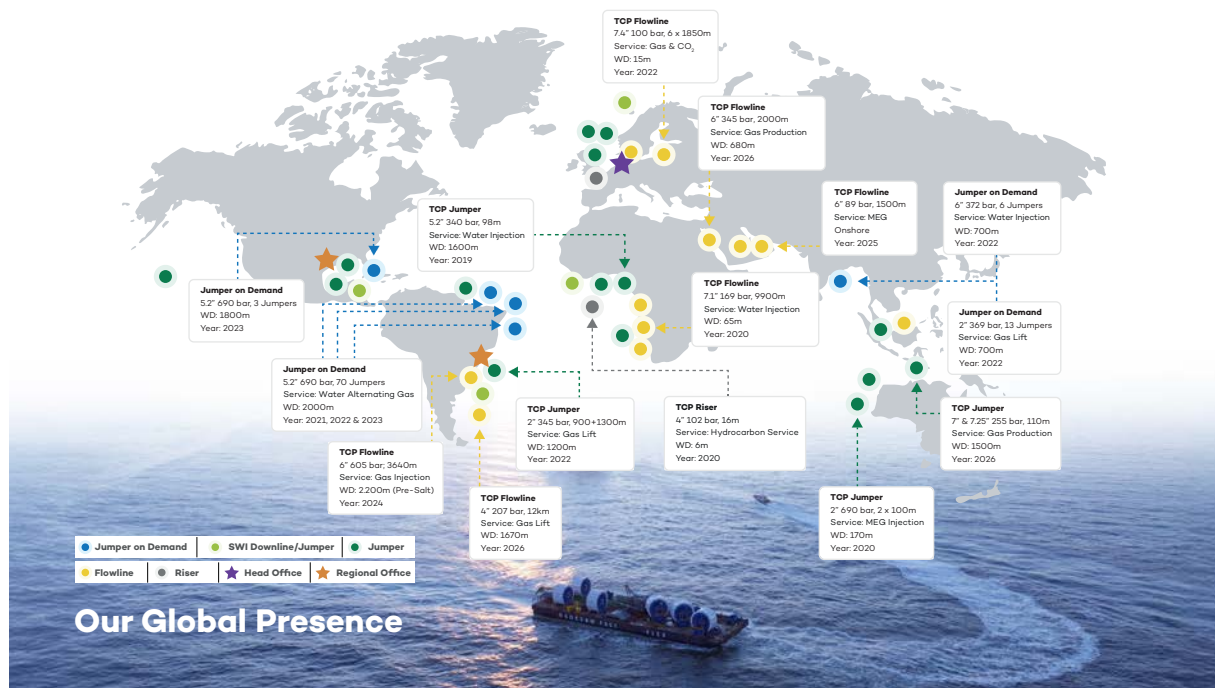 TCP Flowline
7.4” 100 bar, 6 x 1850m
Service: Gas & CO₂
WD: 15m
Year: 2022
TCP Flowline
6” 345 bar, 2000m
Service: Gas Production
WD: 680m
Year: 2026
TCP Flowline
6” 89 bar, 1500m
Service: MEG
Onshore
Year: 2025
Jumper on Demand
6” 372 bar, 6 Jumpers
Service: Water Injection
WD: 700m
Year: 2022
TCP Jumper
5.2” 340 bar, 98m
Service: Water Injection
WD: 1600m
Year: 2019
Jumper on Demand
5.2” 690 bar, 3 Jumpers
WD: 1800m
Year: 2023
TCP Flowline
7.1” 169 bar, 9900m
Service: Water Injection
WD: 65m
Year: 2020
Jumper on Demand
2” 369 bar, 13 Jumpers
Service: Gas Lift
WD: 700m
Year: 2022
Jumper on Demand
5.2” 690 bar, 70 Jumpers
Service: Water Alternating Gas
WD: 2000m
Year: 2021, 2022 & 2023
TCP Jumper
2” 345 bar, 900+1300m
Service: Gas Lift
WD: 1200m
Year: 2022
TCP Riser
4” 102 bar, 16m
Service: Hydrocarbon Service
WD: 6m
Year: 2020
TCP Jumper
7” & 7.25” 255 bar, 110m
Service: Gas Production
WD: 1500m
Year: 2026
TCP Flowline
6” 605 bar; 3640m
Service: Gas Injection
WD: 2.200m (Pre-Salt)
Year: 2024
TCP Flowline
4” 207 bar, 12km
Service: Gas Lift
WD: 1670m
Year: 2026
TCP Jumper
2” 690 bar, 2 x 100m
Service: MEG Injection
WD: 170m
Year: 2020
Jumper on Demand
SWI Downline/Jumper
Jumper
Flowline
Riser
Head Office
Regional Office
Our Global Presence